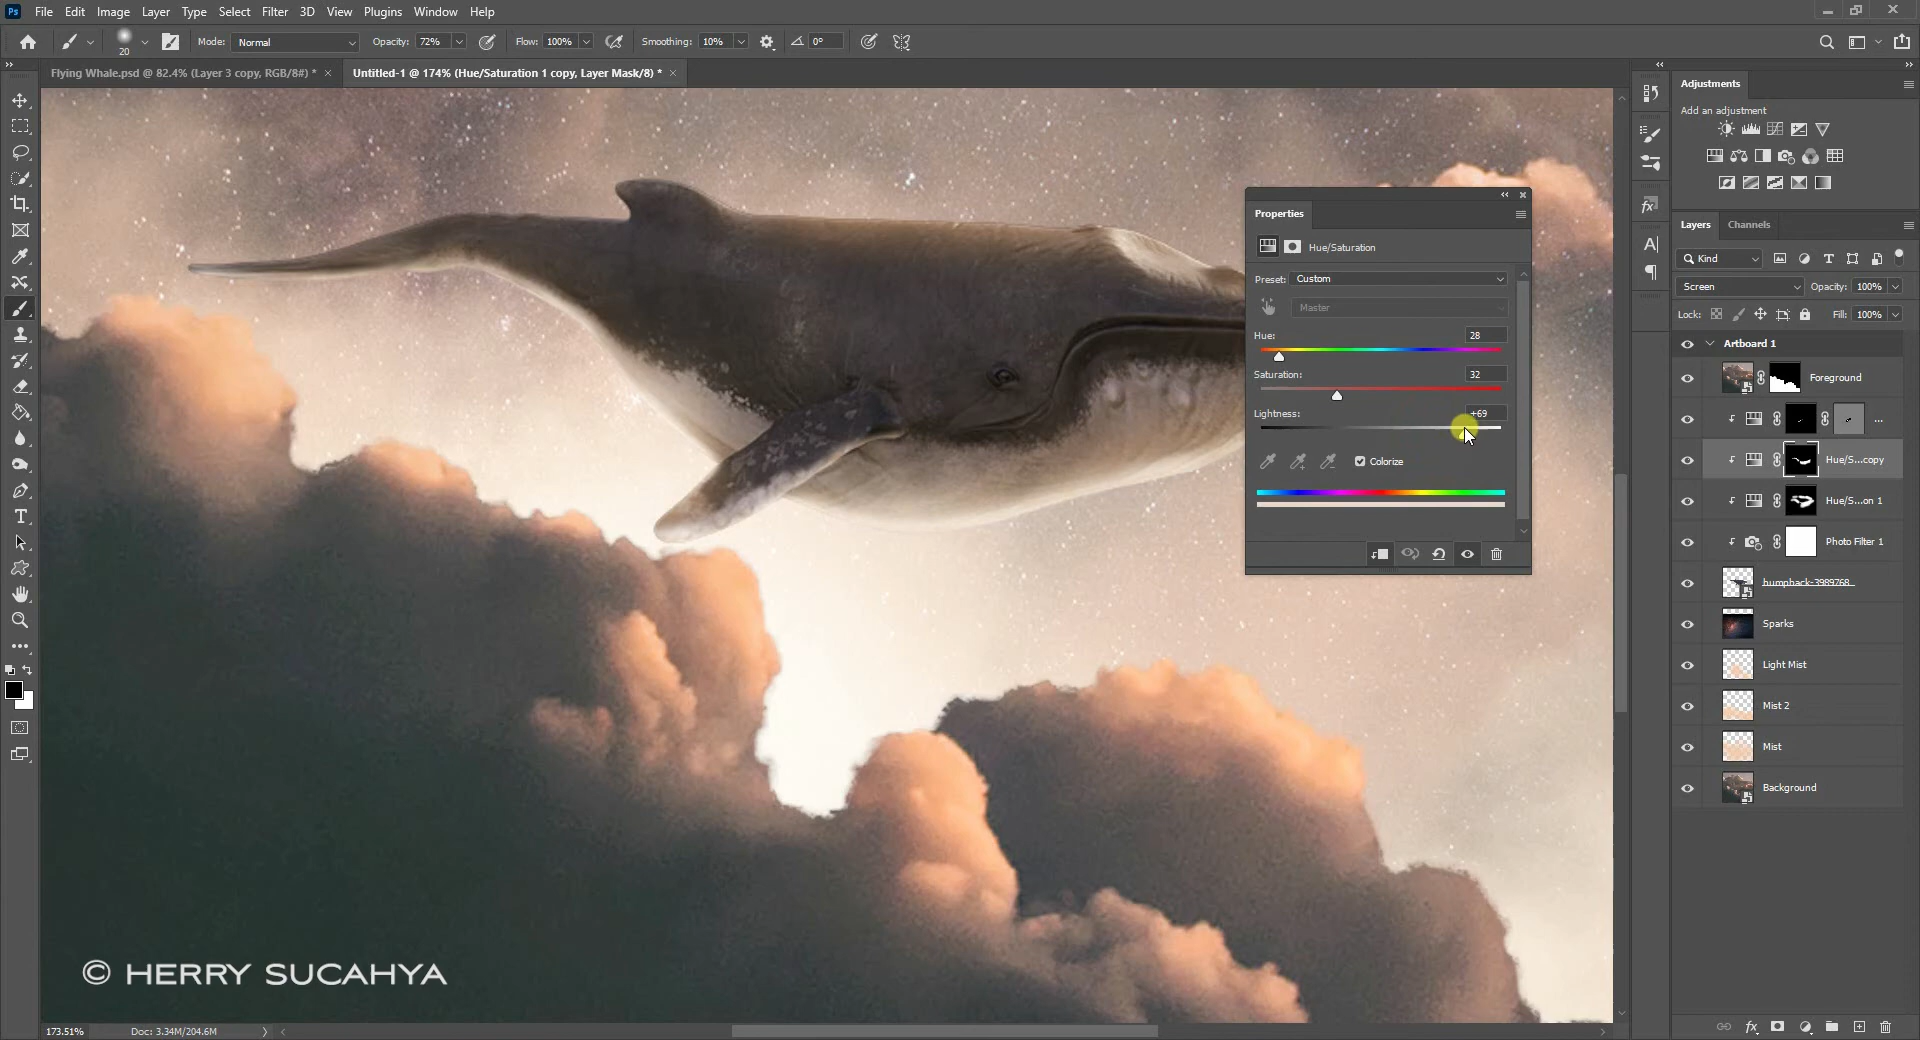 Ps File Edit Image Layer Type Select Filter 3D View Plugins Window Help
20 Mode: Normal Opacity: 72% Flow: 100% Smoothing: 10% 0°
Flying Whale.psd @ 82.4% (Layer 3 copy, RGB/8#) * × Untitled-1 @ 174% (Hue/Saturation 1 copy, Layer Mask/8) * ×
Adjustments
Add an adjustment
Properties
Hue/Saturation
Preset: Custom
Master
Hue: 28
Saturation: 32
Lightness: +69
Colorize
Layers Channels
Kind
Screen Opacity: 100%
Lock: Fill: 100%
Artboard 1
Foreground
...
Hue/S...copy
Hue/S...on 1
Photo Filter 1
humpback-3989768...
Sparks
Light Mist
Mist 2
Mist
Background
© HERRY SUCAHYA
173.51% Doc: 3.34M/204.6M